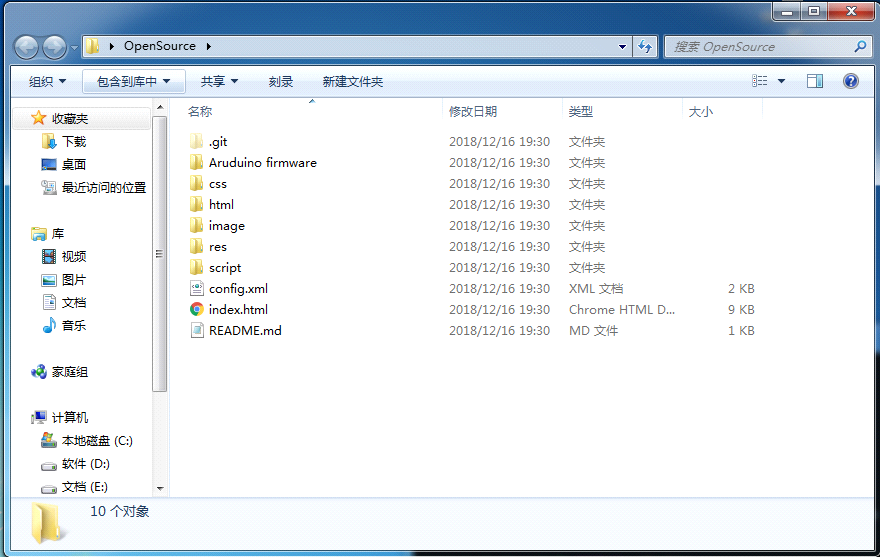 OpenSource
搜索 OpenSource
组织 包含到库中 共享 刻录 新建文件夹
名称 修改日期 类型 大小
收藏夹
下载
桌面
最近访问的位置
库
视频
图片
文档
音乐
家庭组
计算机
本地磁盘 (C:)
软件 (D:)
文档 (E:)
.git 2018/12/16 19:30 文件夹
Aruduino firmware 2018/12/16 19:30 文件夹
css 2018/12/16 19:30 文件夹
html 2018/12/16 19:30 文件夹
image 2018/12/16 19:30 文件夹
res 2018/12/16 19:30 文件夹
script 2018/12/16 19:30 文件夹
config.xml 2018/12/16 19:30 XML 文档 2 KB
index.html 2018/12/16 19:30 Chrome HTML D... 9 KB
README.md 2018/12/16 19:30 MD 文件 1 KB
10 个对象